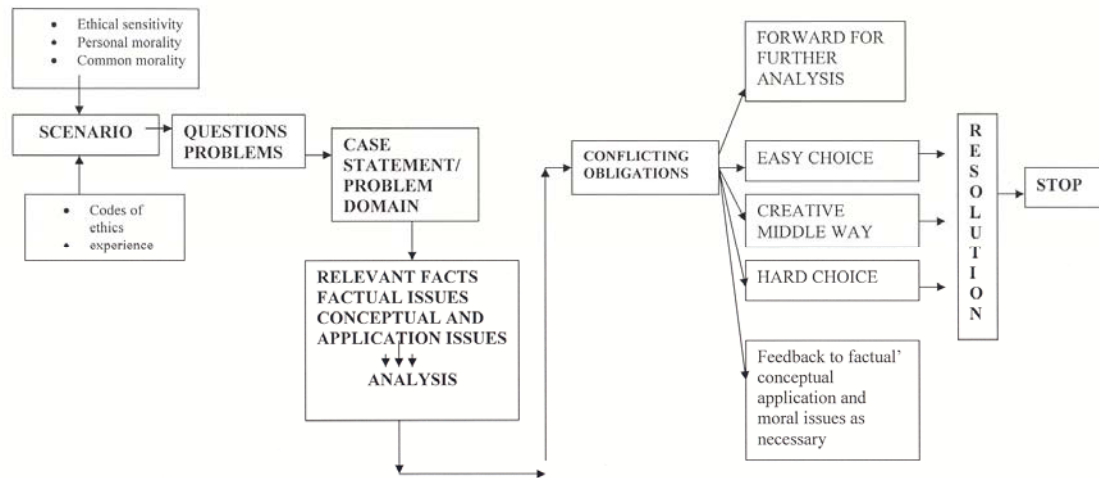 • Ethical sensitivity
• Personal morality
• Common morality
SCENARIO
• Codes of
ethics
• experience
QUESTIONS
PROBLEMS
CASE
STATEMENT/
PROBLEM
DOMAIN
RELEVANT FACTS
FACTUAL ISSUES
CONCEPTUAL AND
APPLICATION ISSUES
ANALYSIS
CONFLICTING
OBLIGATIONS
FORWARD FOR
FURTHER
ANALYSIS
EASY CHOICE
CREATIVE
MIDDLE WAY
HARD CHOICE
Feedback to factual’
conceptual
application and
moral issues as
necessary
R
E
S
O
L
U
T
I
O
N
STOP